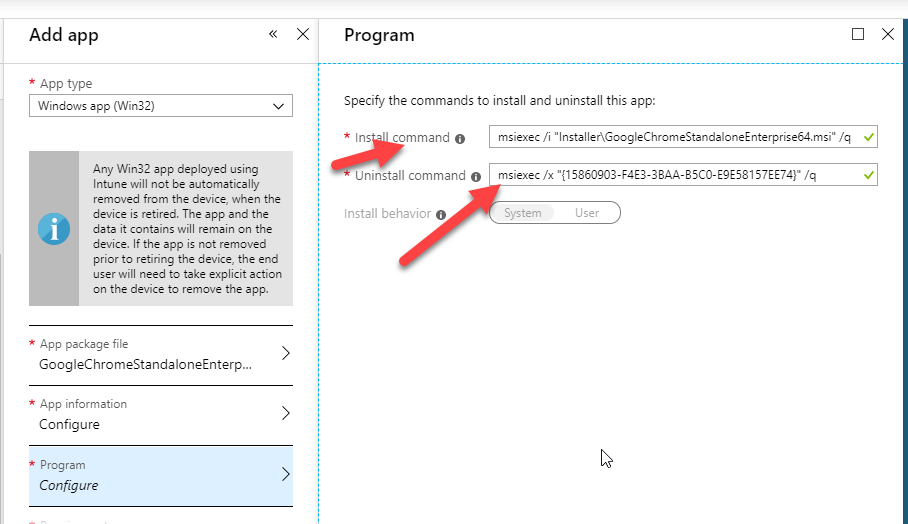 Add app
«
* App type
Windows app (Win32)
Any Win32 app deployed using
Intune will not be automatically
removed from the device, when
the device is retired. The app and
the data it contains will remain on the
device. If the app is not removed
prior to retiring the device, the end
user will need to take explicit action
on the device to remove the app.
* App package file
GoogleChromeStandaloneEnterp...
* App information
Configure
* Program
Configure
Program
Specify the commands to install and uninstall this app:
* Install command
msiexec /i "Installer\GoogleChromeStandaloneEnterprise64.msi" /q
* Uninstall command
msiexec /x "{15860903-F4E3-3BAA-B5C0-E9E58157EE74}" /q
Install behavior
System User